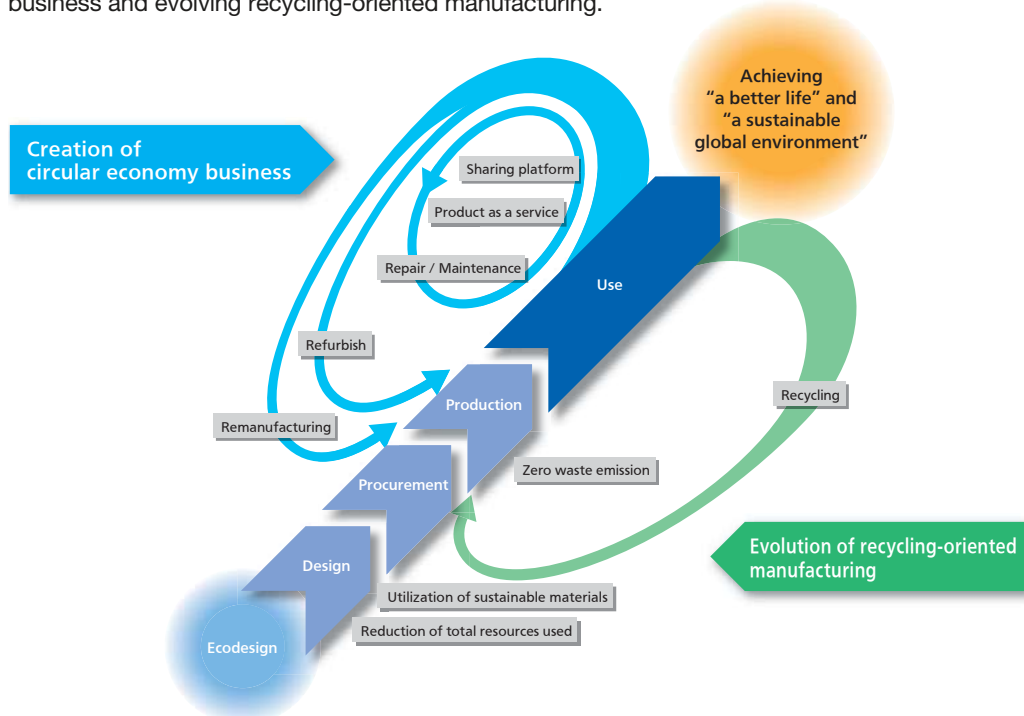 business and evolving recycling-oriented manufacturing.
Achieving
“a better life” and
“a sustainable
global environment”
Creation of
circular economy business
Sharing platform
Product as a service
Repair / Maintenance
Use
Refurbish
Recycling
Production
Remanufacturing
Zero waste emission
Procurement
Evolution of recycling-oriented
manufacturing
Design
Utilization of sustainable materials
Reduction of total resources used
Ecodesign